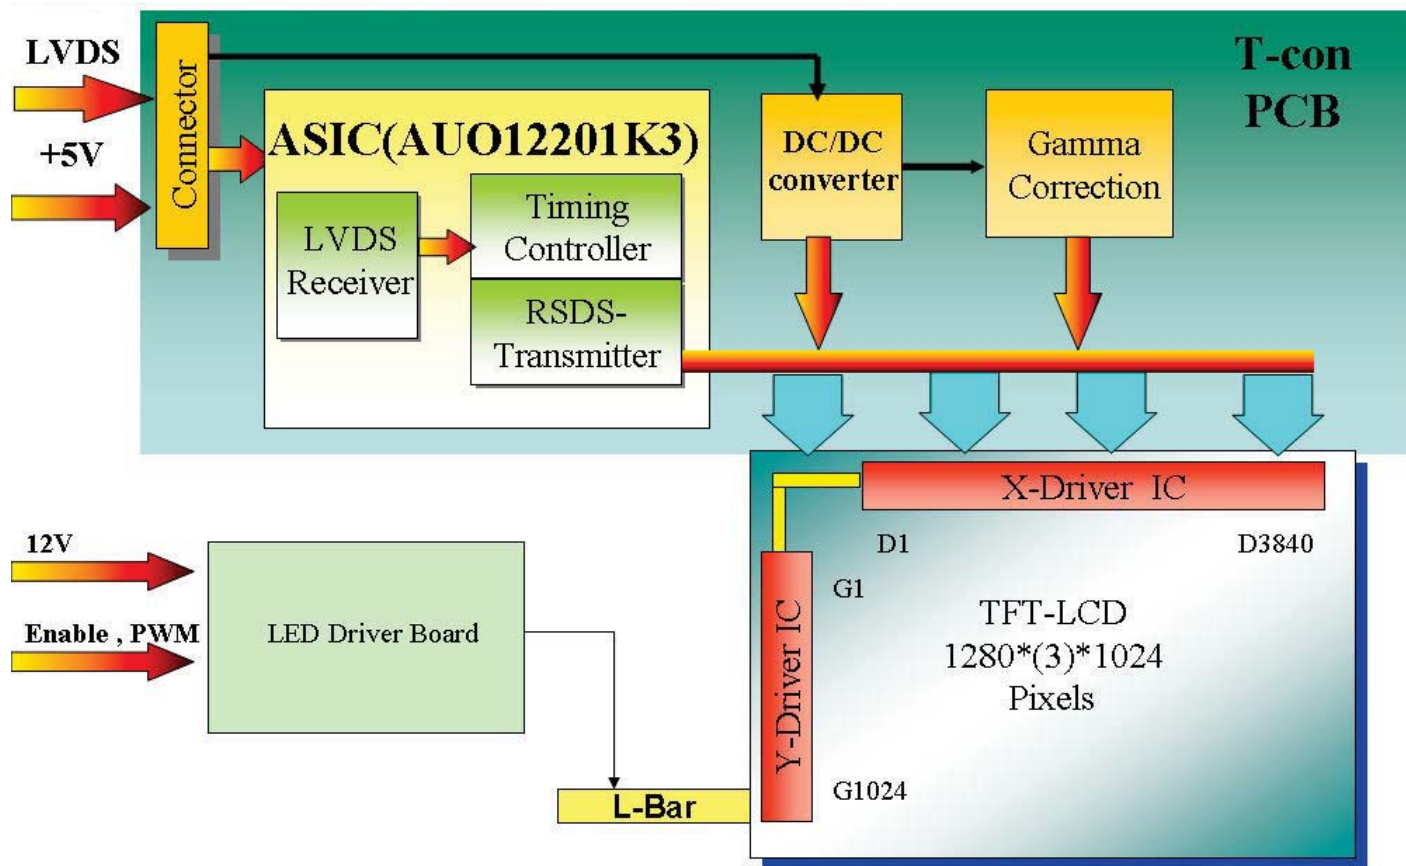 LVDS
+5V
Connector
T-con
PCB
ASIC(AUO12201K3)
LVDS
Receiver
Timing
Controller
RSDS-
Transmitter
DC/DC
converter
Gamma
Correction
X-Driver IC
D1
D3840
G1
Y-Driver IC
TFT-LCD
1280*(3)*1024
Pixels
G1024
12V
Enable , PWM
LED Driver Board
L-Bar